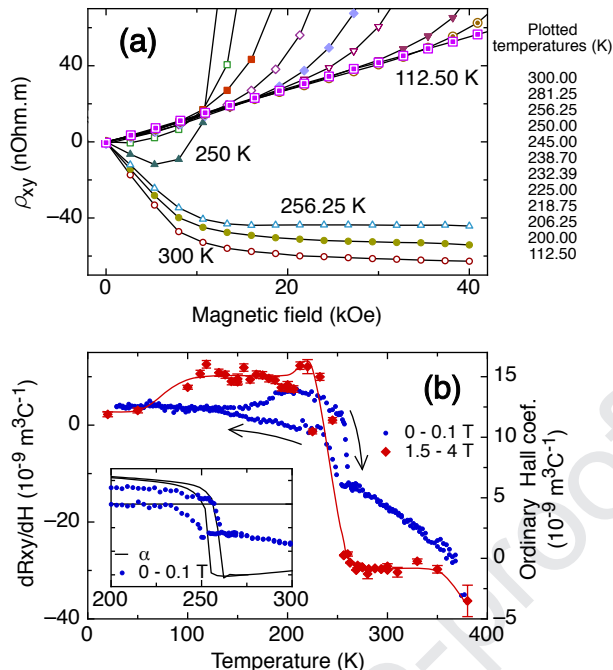 (a)
ρxy (nOhm.m)
40
0
−40
112.50 K
250 K
256.25 K
300 K
0
20
40
Magnetic field (kOe)
Plotted
temperatures (K)
300.00
281.25
256.25
250.00
245.00
238.70
232.39
225.00
218.75
206.25
200.00
112.50
(b)
dRxy/dH (10⁻⁹ m³C⁻¹)
20
0
−20
−40
0 - 0.1 T
1.5 - 4 T
15
10
5
0
−5
Ordinary Hall coef.
(10⁻⁹ m³C⁻¹)
α
0 - 0.1 T
200
250
300
0
100
200
300
400
Temperature (K)